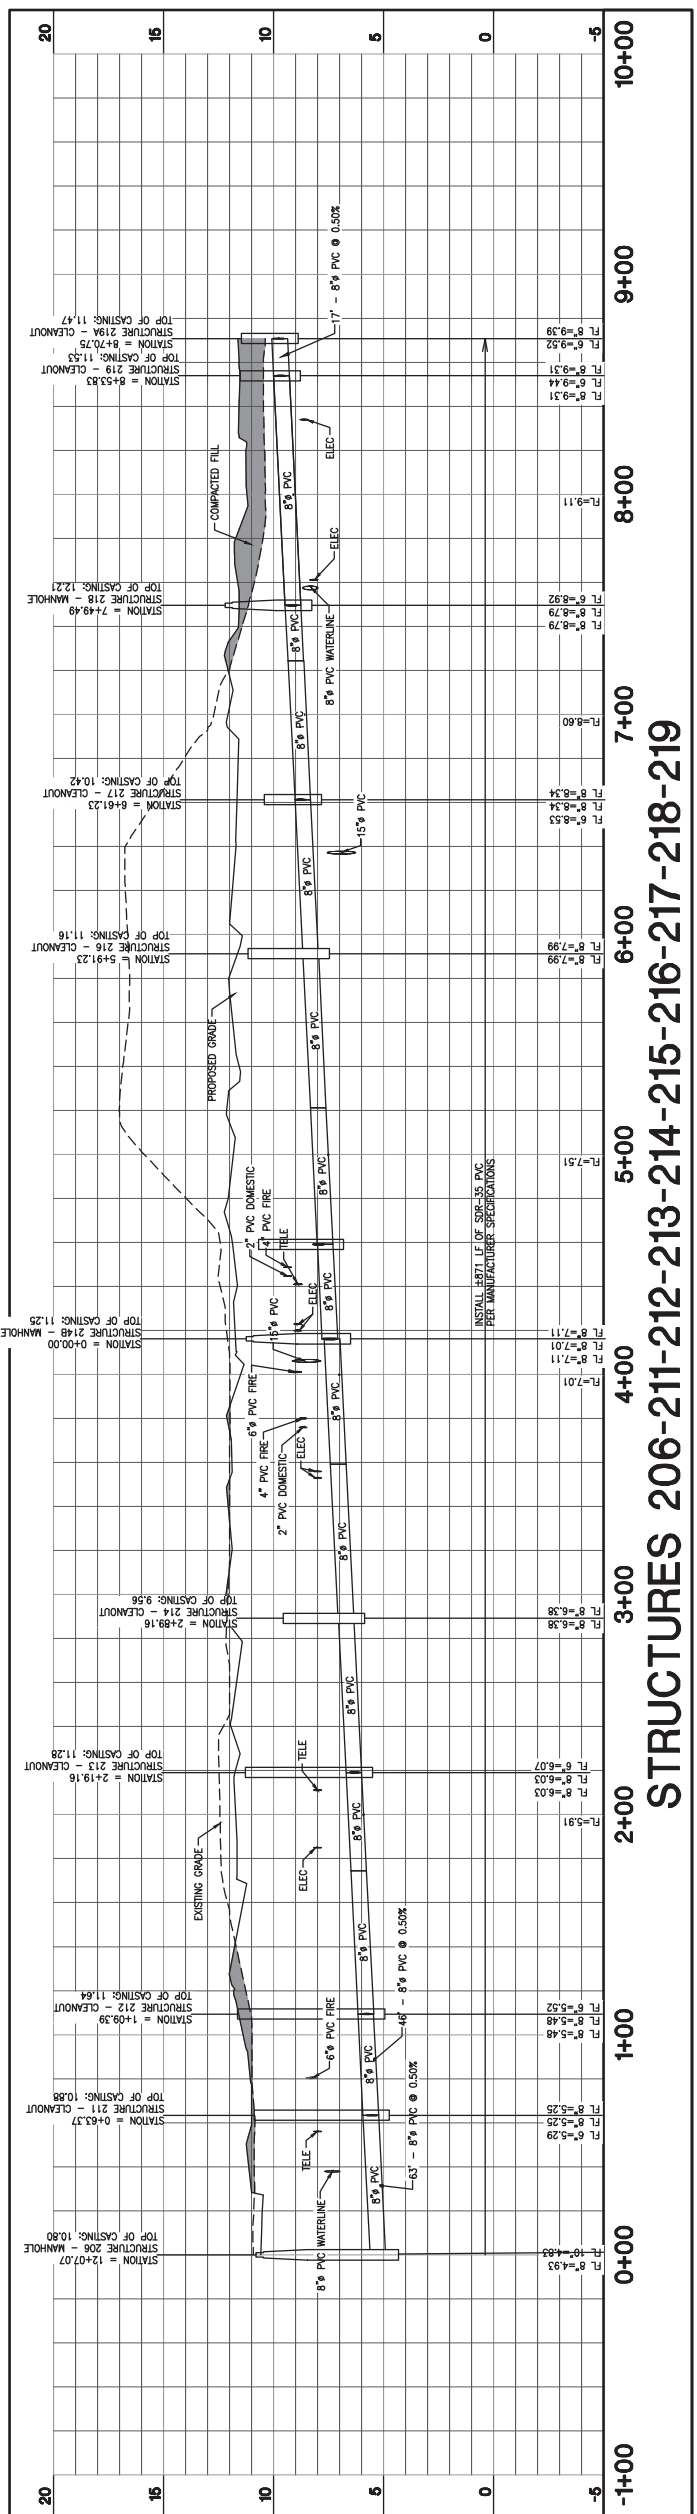 20
15
10
5
0
-5
10+00
9+00
8+00
7+00
6+00
5+00
4+00
3+00
2+00
1+00
0+00
-1+00
20
15
10
5
0
-5
STATION = 12+07.07
STRUCTURE 206 - MANHOLE
TOP OF CASTING: 10.80
STATION = 0+63.37
STRUCTURE 211 - CLEANOUT
TOP OF CASTING: 10.88
STATION = 1+09.39
STRUCTURE 212 - CLEANOUT
TOP OF CASTING: 11.64
STATION = 2+19.16
STRUCTURE 213 - CLEANOUT
TOP OF CASTING: 11.28
STATION = 2+89.16
STRUCTURE 214 - CLEANOUT
TOP OF CASTING: 9.56
STATION = 0+00.00
STRUCTURE 214B - MANHOLE
TOP OF CASTING: 11.25
STATION = 5+91.23
STRUCTURE 216 - CLEANOUT
TOP OF CASTING: 11.16
STATION = 6+61.23
STRUCTURE 217 - CLEANOUT
TOP OF CASTING: 10.42
STATION = 7+49.49
STRUCTURE 218 - MANHOLE
TOP OF CASTING: 12.21
STATION = 8+53.83
STRUCTURE 219 - CLEANOUT
TOP OF CASTING: 11.53
STATION = 8+70.75
STRUCTURE 219A - CLEANOUT
TOP OF CASTING: 11.47
EXISTING GRADE
PROPOSED GRADE
COMPACTED FILL
8"ø PVC WATERLINE
TELE
6"ø PVC FIRE
ELEC
TELE
2" PVC DOMESTIC
4" PVC FIRE
ELEC
6"ø PVC FIRE
15"ø PVC
ELEC
TELE
4" PVC FIRE
2" PVC DOMESTIC
15"ø PVC
8"ø PVC WATERLINE
ELEC
ELEC
8"ø PVC
8"ø PVC
8"ø PVC
8"ø PVC
8"ø PVC
8"ø PVC
8"ø PVC
8"ø PVC
8"ø PVC
8"ø PVC
8"ø PVC
8"ø PVC
8"ø PVC
8"ø PVC
63' - 8"ø PVC @ 0.50%
46' - 8"ø PVC @ 0.50%
17' - 8"ø PVC @ 0.50%
INSTALL ±871 LF OF SDR-35 PVC
PER MANUFACTURER SPECIFICATIONS
FL 8"=4.93
FL 10"=4.83
FL 6"=5.29
FL 8"=5.25
FL 8"=5.25
FL 8"=5.48
FL 8"=5.48
FL 6"=5.52
FL=5.91
FL 8"=6.03
FL 8"=6.03
FL 6"=6.07
FL 8"=6.38
FL 8"=6.38
FL=7.01
FL 8"=7.11
FL 8"=7.01
FL 8"=7.11
FL=7.51
FL 8"=7.99
FL 8"=7.99
FL 6"=8.53
FL 8"=8.34
FL 8"=8.34
FL=8.60
FL 8"=8.79
FL 8"=8.79
FL 6"=8.92
FL=9.11
FL 8"=9.31
FL 6"=9.44
FL 8"=9.31
FL 6"=9.52
FL 8"=9.39
STRUCTURES 206-211-212-213-214-215-216-217-218-219